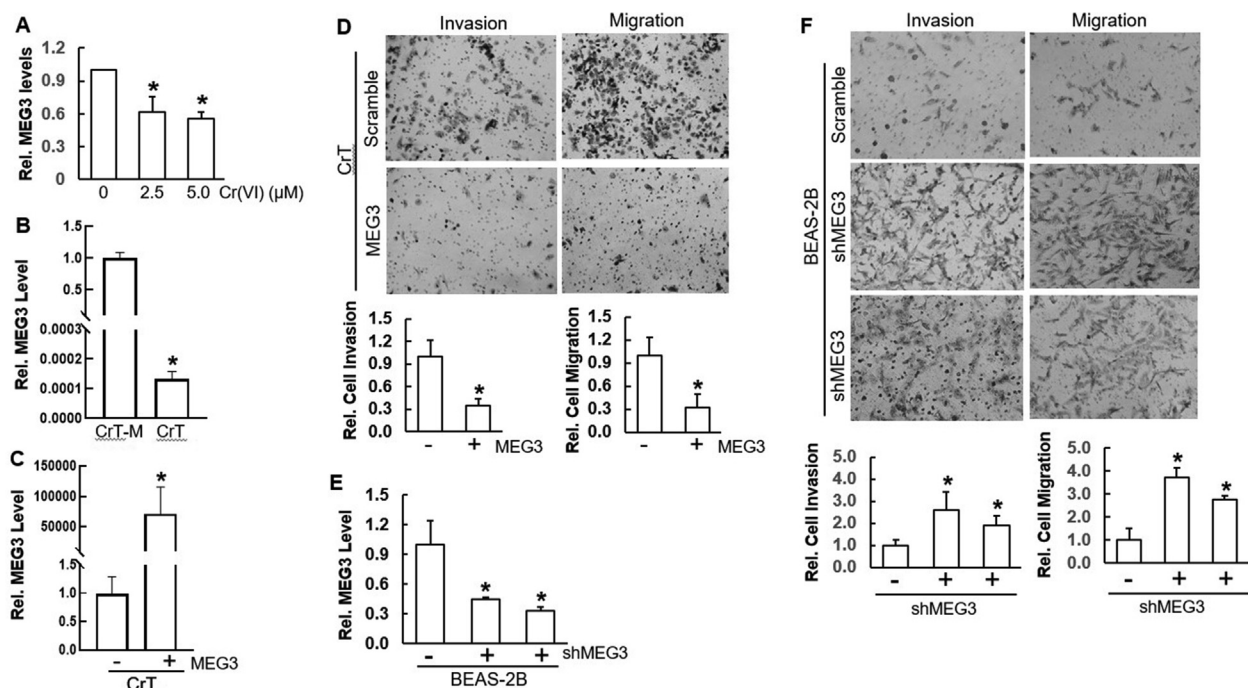 A
Rel. MEG3 levels
1.2
0.9
0.6
0.3
0
*
*
0 2.5 5.0 Cr(VI) (µM)
B
Rel. MEG3 Level
1.5
1.0
0.5
0.0003
0.0002
0.0001
0.0000
*
CrT-M CrT
C
Rel. MEG3 Level
150000
100000
50000
1.5
1.0
0.5
0.0
*
- + MEG3
CrT
D
Invasion Migration
CrT
Scramble
MEG3
Rel. Cell Invasion
1.5
1.2
0.9
0.6
0.3
0.0
*
- + MEG3
Rel. Cell Migration
1.5
1.2
0.9
0.6
0.3
0.0
*
- + MEG3
E
Rel. MEG3 Level
1.5
1.2
0.9
0.6
0.3
0.0
*
*
- + + shMEG3
BEAS-2B
F
Invasion Migration
BEAS-2B
Scramble
shMEG3
shMEG3
Rel. Cell Invasion
5.0
4.0
3.0
2.0
1.0
0.0
*
*
- + +
shMEG3
Rel. Cell Migration
5.0
4.0
3.0
2.0
1.0
0.0
*
*
- + +
shMEG3